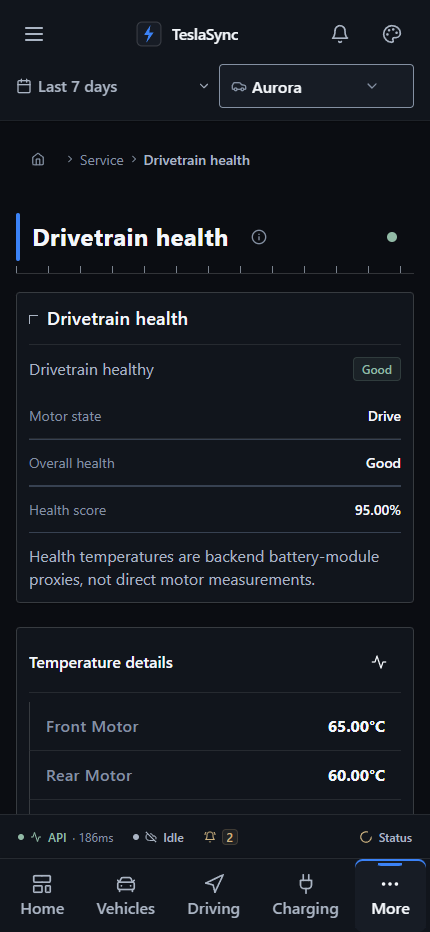 TeslaSync
Last 7 days
Aurora
Service
Drivetrain health
Drivetrain health
Drivetrain health
Drivetrain healthy
Good
Motor state
Drive
Overall health
Good
Health score
95.00%
Health temperatures are backend battery-module
proxies, not direct motor measurements.
Temperature details
Front Motor
65.00°C
Rear Motor
60.00°C
API · 186ms
Idle
2
Status
Home
Vehicles
Driving
Charging
More